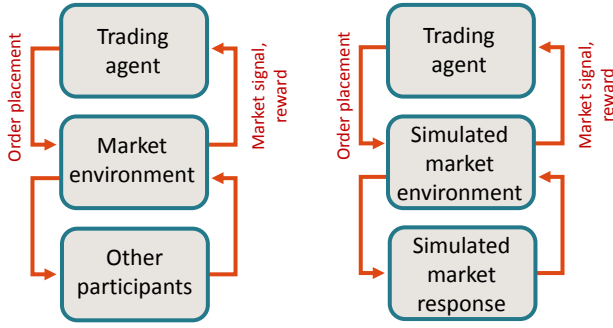 Trading
agent
Order placement
Market signal,
reward
Market
environment
Other
participants
Trading
agent
Order placement
Market signal,
reward
Simulated
market
environment
Simulated
market
response